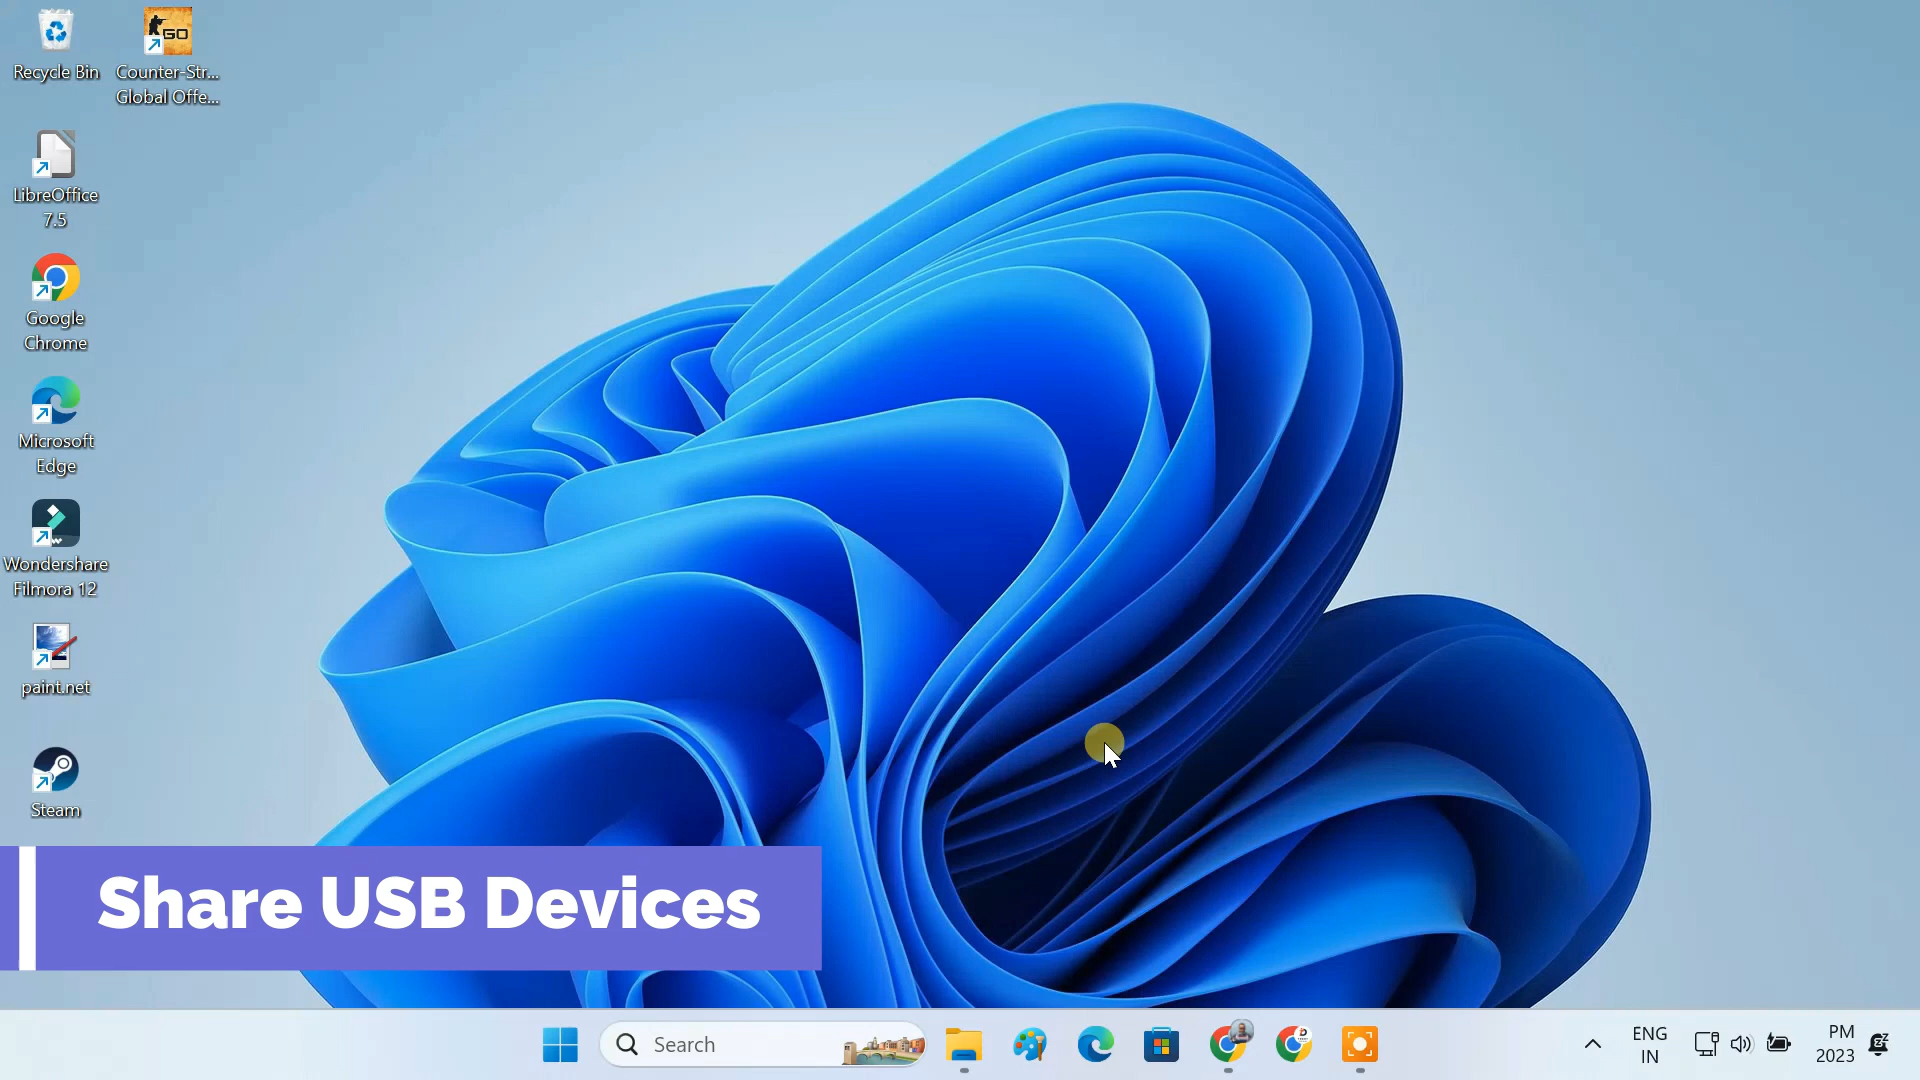 Recycle Bin
GO
Counter-Str...
Global Offe...
LibreOffice
7.5
Google
Chrome
Microsoft
Edge
Wondershare
Filmora 12
paint.net
Steam
Share USB Devices
Search
ENG
IN
PM
2023